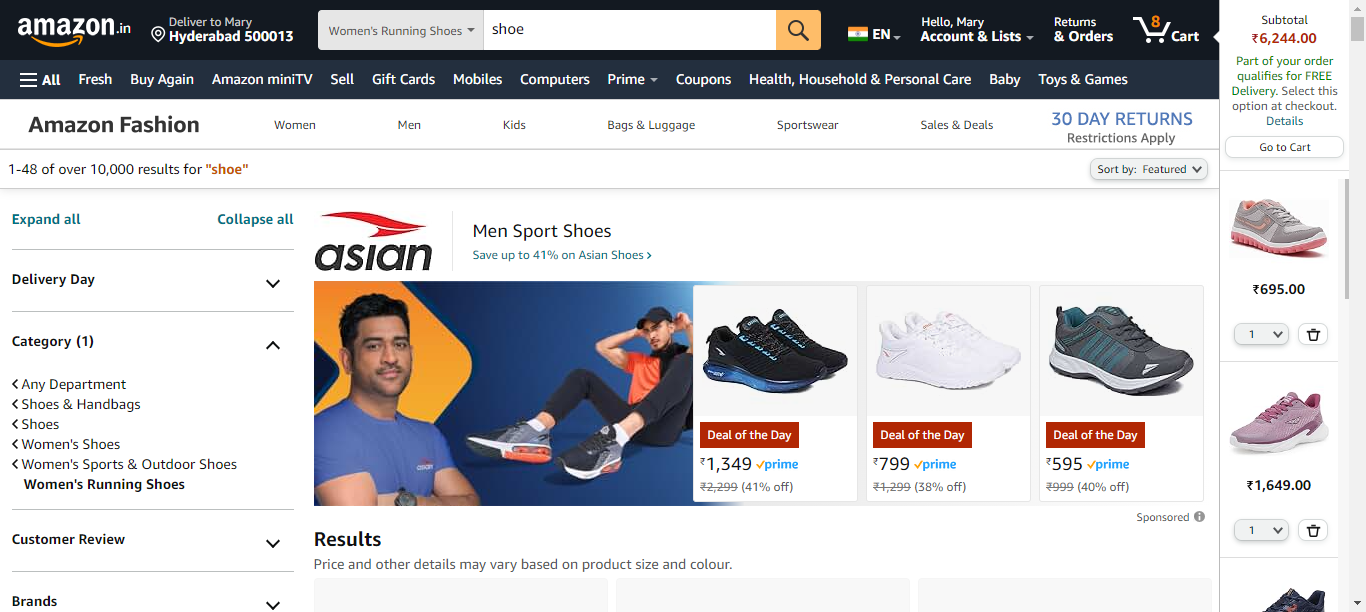 amazon.in
Deliver to Mary
Hyderabad 500013
Women's Running Shoes
shoe
EN
Hello, Mary
Account & Lists
Returns
& Orders
8
Cart
All Fresh Buy Again Amazon miniTV Sell Gift Cards Mobiles Computers Prime Coupons Health, Household & Personal Care Baby Toys & Games
Amazon Fashion Women Men Kids Bags & Luggage Sportswear Sales & Deals
30 DAY RETURNS
Restrictions Apply
1-48 of over 10,000 results for "shoe"
Sort by: Featured
Expand all Collapse all
Delivery Day
Category (1)
Any Department
Shoes & Handbags
Shoes
Women's Shoes
Women's Sports & Outdoor Shoes
Women's Running Shoes
Customer Review
Brands
asian
Men Sport Shoes
Save up to 41% on Asian Shoes ›
asian
Deal of the Day
₹1,349 prime
₹2,299 (41% off)
Deal of the Day
₹799 prime
₹1,299 (38% off)
Deal of the Day
₹595 prime
₹999 (40% off)
Sponsored
Results
Price and other details may vary based on product size and colour.
Subtotal
₹6,244.00
Part of your order
qualifies for FREE
Delivery. Select this
option at checkout.
Details
Go to Cart
₹695.00
1
₹1,649.00
1